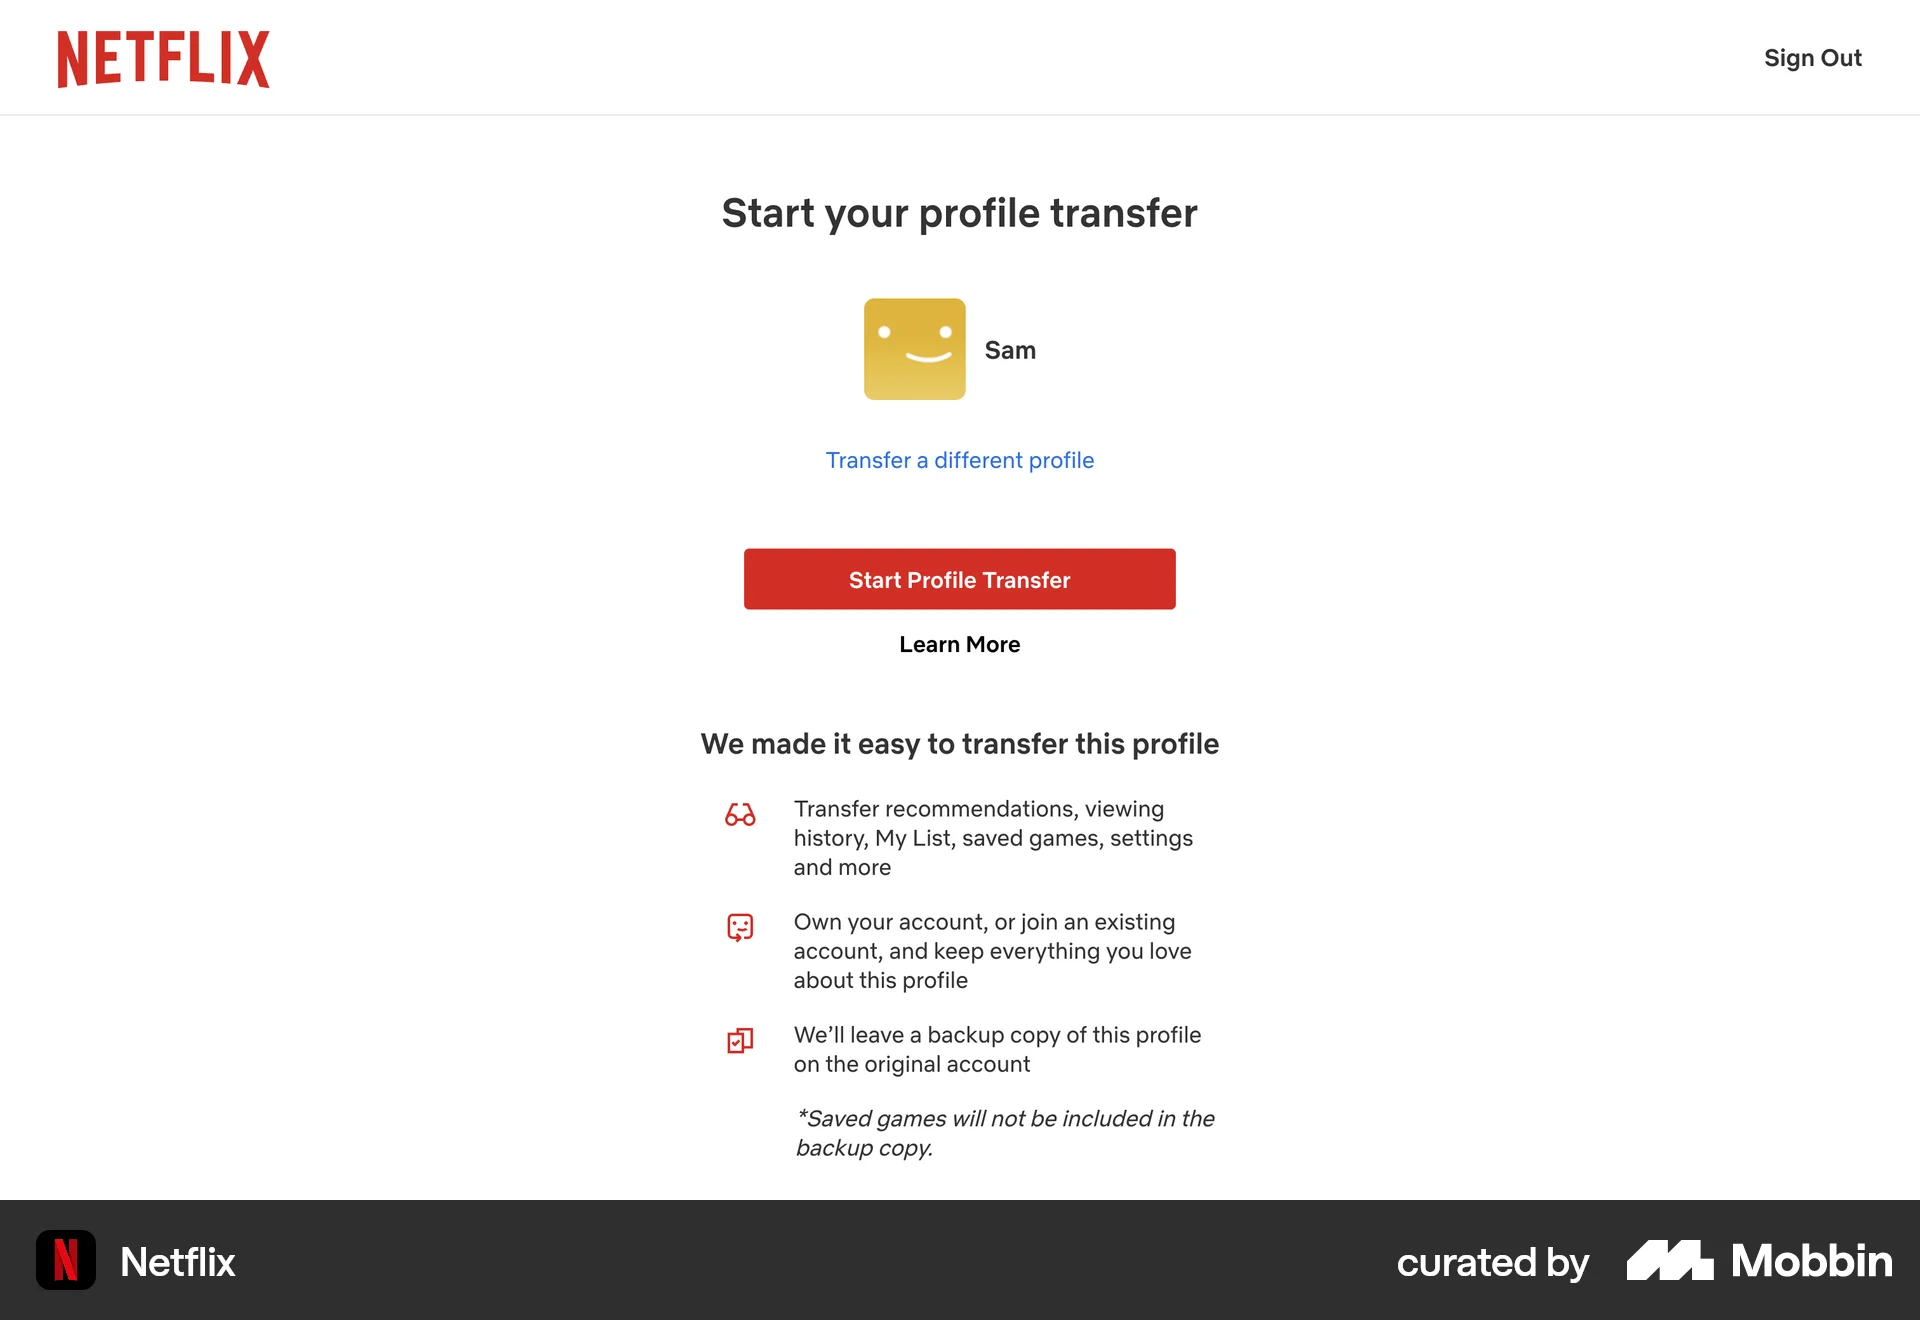 NETFLIX
Sign Out
Start your profile transfer
Sam
Transfer a different profile
Start Profile Transfer
Learn More
We made it easy to transfer this profile
Transfer recommendations, viewing
history, My List, saved games, settings
and more
Own your account, or join an existing
account, and keep everything you love
about this profile
We’ll leave a backup copy of this profile
on the original account
*Saved games will not be included in the
backup copy.
N
Netflix
curated by
Mobbin